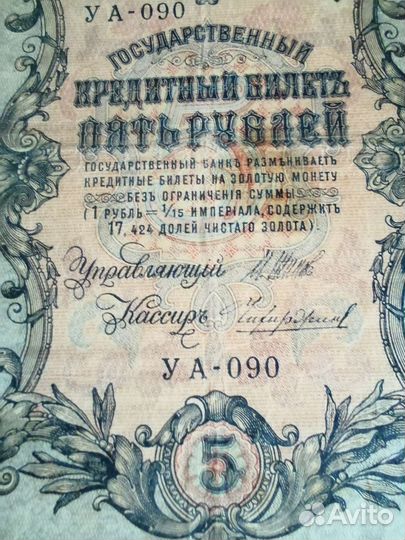 УА-090
ГОСУДАРСТВЕННЫЙ
КРЕДИТНЫЙ БИЛЕТЪ
ПЯТЬ РУБЛЕЙ
ГОСУДАРСТВЕННЫЙ БАНКЪ РАЗМѢНИВАЕТЪ
КРЕДИТНЫЕ БИЛЕТЫ НА ЗОЛОТУЮ МОНЕТУ
БЕЗЪ ОГРАНИЧЕНІЯ СУММЫ
(1 РУБЛЬ = 1/15 ИМПЕРІАЛА, СОДЕРЖИТЪ
17,424 ДОЛЕЙ ЧИСТАГО ЗОЛОТА).
Управляющій
Кассиръ
УА-090
5
Avito